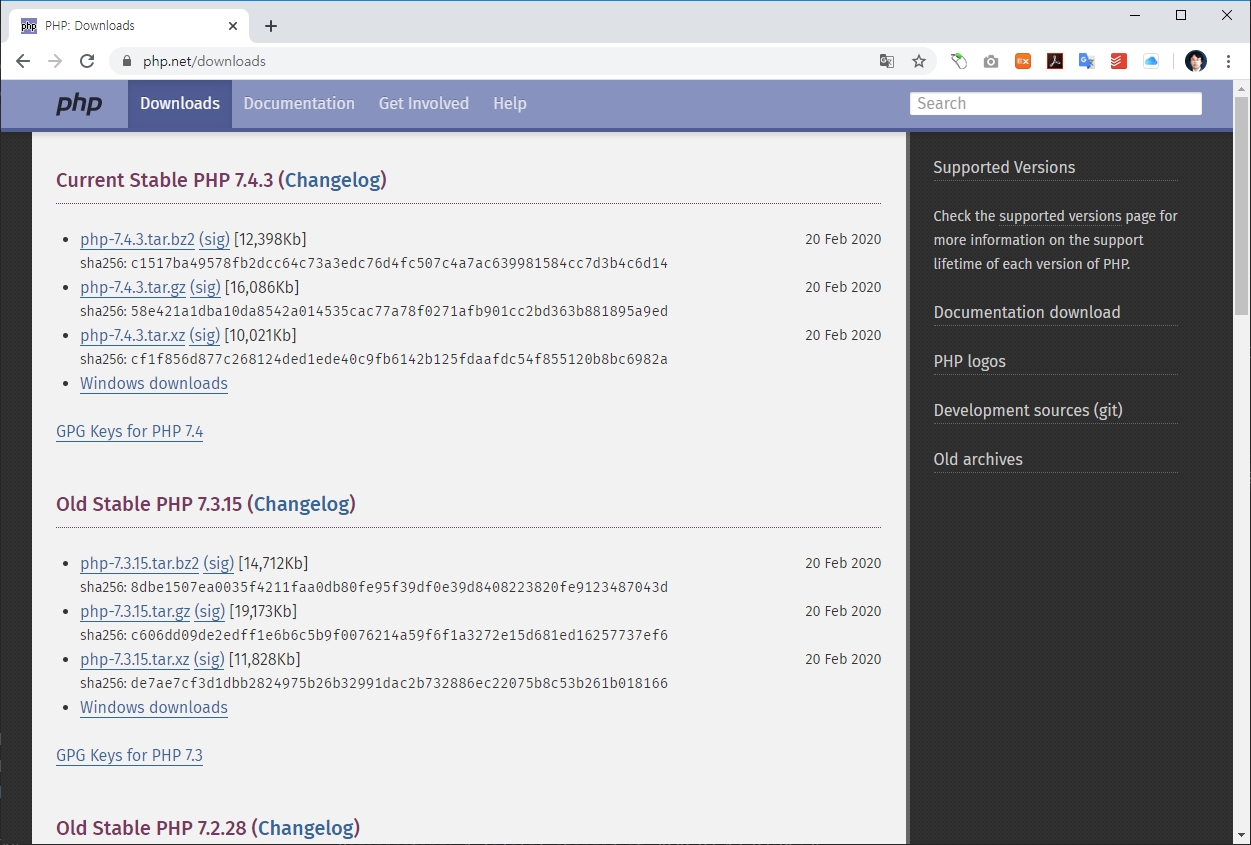 PHP: Downloads
php.net/downloads
php
Downloads
Documentation
Get Involved
Help
Search
Current Stable PHP 7.4.3 (Changelog)
php-7.4.3.tar.bz2 (sig) [12,398Kb] 20 Feb 2020
sha256: c1517ba49578fb2dcc64c73a3edc76d4fc507c4a7ac639981584cc7d3b4c6d14
php-7.4.3.tar.gz (sig) [16,086Kb] 20 Feb 2020
sha256: 58e421a1dba10da8542a014535cac77a78f0271afb901cc2bd363b881895a9ed
php-7.4.3.tar.xz (sig) [10,021Kb] 20 Feb 2020
sha256: cf1f856d877c268124ded1ede40c9fb6142b125fdaafdc54f855120b8bc6982a
Windows downloads
GPG Keys for PHP 7.4
Old Stable PHP 7.3.15 (Changelog)
php-7.3.15.tar.bz2 (sig) [14,712Kb] 20 Feb 2020
sha256: 8dbe1507ea0035f4211faa0db80fe95f39df0e39d8408223820fe9123487043d
php-7.3.15.tar.gz (sig) [19,173Kb] 20 Feb 2020
sha256: c606dd09de2edff1e6b6c5b9f0076214a59f6f1a3272e15d681ed16257737ef6
php-7.3.15.tar.xz (sig) [11,828Kb] 20 Feb 2020
sha256: de7ae7cf3d1dbb2824975b26b32991dac2b732886ec22075b8c53b261b018166
Windows downloads
GPG Keys for PHP 7.3
Old Stable PHP 7.2.28 (Changelog)
Supported Versions
Check the supported versions page for
more information on the support
lifetime of each version of PHP.
Documentation download
PHP logos
Development sources (git)
Old archives